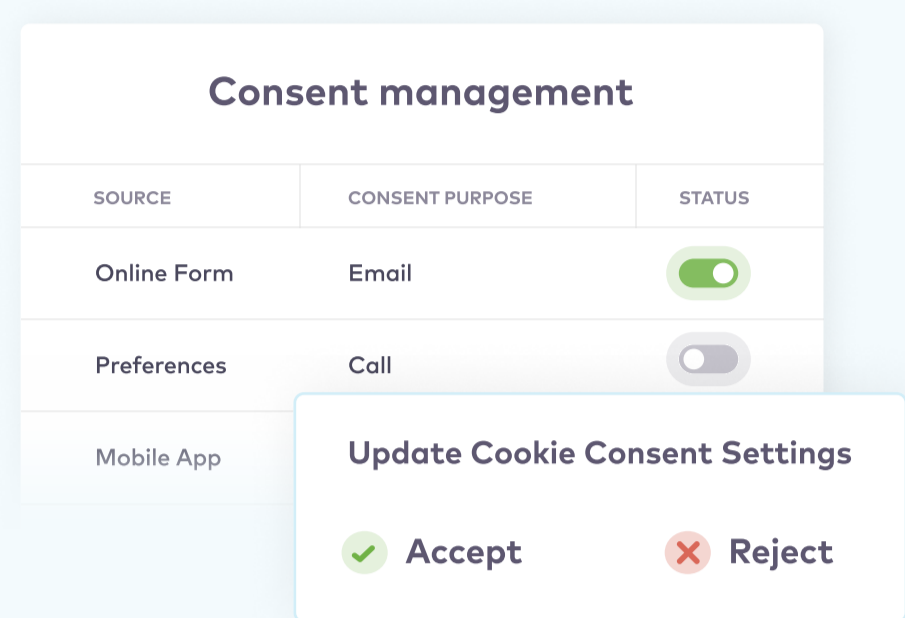 Consent management
SOURCE CONSENT PURPOSE STATUS
Online Form Email
Preferences Call
Mobile App
Update Cookie Consent Settings
Accept Reject